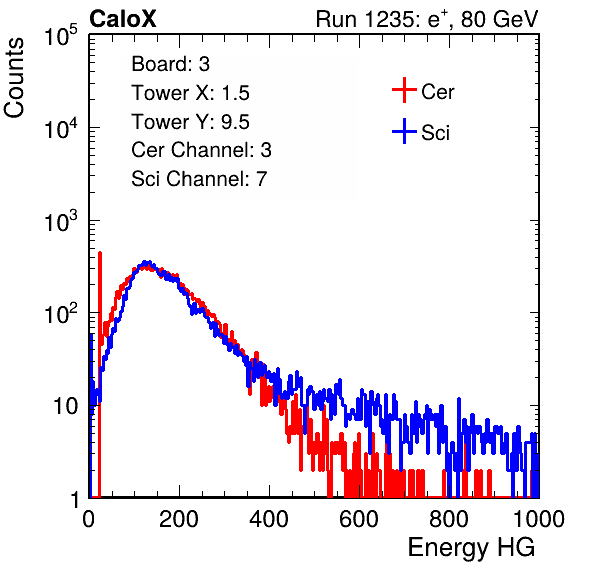 CaloX Run 1235: e⁺, 80 GeV
Counts
10⁵
10⁴
10³
10²
10
1
Board: 3
Tower X: 1.5
Tower Y: 9.5
Cer Channel: 3
Sci Channel: 7
Cer
Sci
0 200 400 600 800 1000
Energy HG